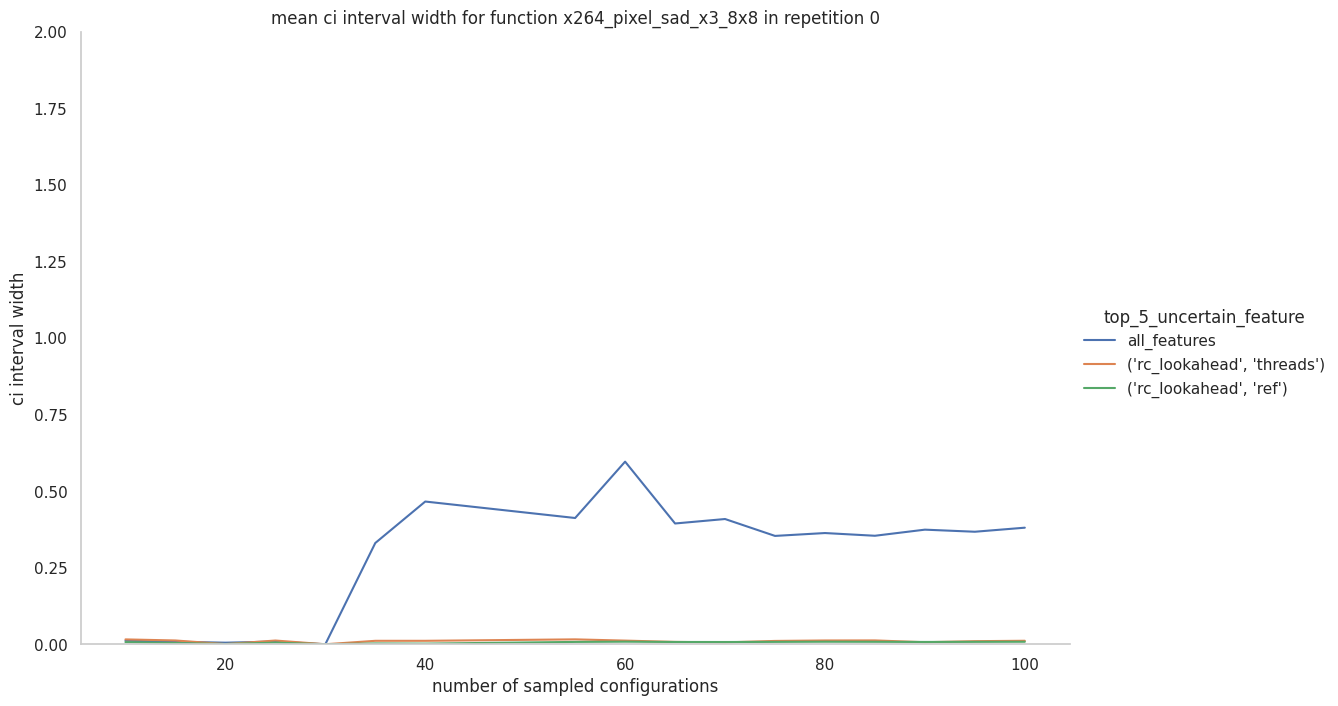 mean ci interval width for function x264_pixel_sad_x3_8x8 in repetition 0
2.00
1.75
1.50
1.25
1.00
0.75
0.50
0.25
0.00
ci interval width
20
40
60
80
100
number of sampled configurations
top_5_uncertain_feature
all_features
('rc_lookahead', 'threads')
('rc_lookahead', 'ref')